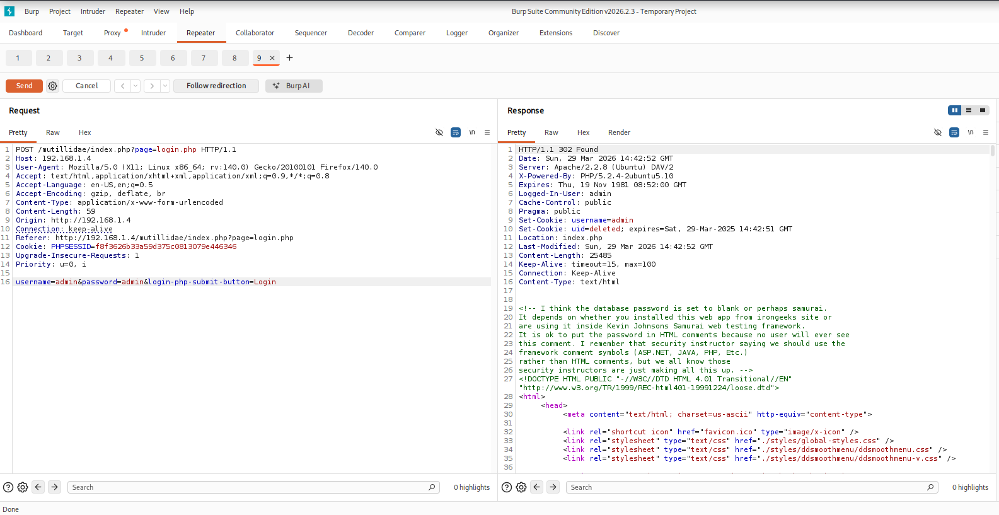 Burp Project Intruder Repeater View Help Burp Suite Community Edition v2026.2.3 - Temporary Project
Dashboard Target Proxy Intruder Repeater Collaborator Sequencer Decoder Comparer Logger Organizer Extensions Discover
1 2 3 4 5 6 7 8 9 × +
Send Cancel < > Follow redirection Burp AI
Request
Pretty Raw Hex \n
1 POST /mutillidae/index.php?page=login.php HTTP/1.1
2 Host: 192.168.1.4
3 User-Agent: Mozilla/5.0 (X11; Linux x86_64; rv:140.0) Gecko/20100101 Firefox/140.0
4 Accept: text/html,application/xhtml+xml,application/xml;q=0.9,*/*;q=0.8
5 Accept-Language: en-US,en;q=0.5
6 Accept-Encoding: gzip, deflate, br
7 Content-Type: application/x-www-form-urlencoded
8 Content-Length: 59
9 Origin: http://192.168.1.4
10 Connection: keep-alive
11 Referer: http://192.168.1.4/mutillidae/index.php?page=login.php
12 Cookie: PHPSESSID=f8f3626b33a59d375c0813079e446346
13 Upgrade-Insecure-Requests: 1
14 Priority: u=0, i
15
16 username=admin&password=admin&login-php-submit-button=Login
Search 0 highlights
Response
Pretty Raw Hex Render \n
1 HTTP/1.1 302 Found
2 Date: Sun, 29 Mar 2026 14:42:52 GMT
3 Server: Apache/2.2.8 (Ubuntu) DAV/2
4 X-Powered-By: PHP/5.2.4-2ubuntu5.10
5 Expires: Thu, 19 Nov 1981 08:52:00 GMT
6 Logged-In-User: admin
7 Cache-Control: public
8 Pragma: public
9 Set-Cookie: username=admin
10 Set-Cookie: uid=deleted; expires=Sat, 29-Mar-2025 14:42:51 GMT
11 Location: index.php
12 Last-Modified: Sun, 29 Mar 2026 14:42:52 GMT
13 Content-Length: 25485
14 Keep-Alive: timeout=15, max=100
15 Connection: Keep-Alive
16 Content-Type: text/html
17
18
19 <!-- I think the database password is set to blank or perhaps samurai.
20 It depends on whether you installed this web app from irongeeks site or
21 are using it inside Kevin Johnsons Samurai web testing framework.
22 It is ok to put the password in HTML comments because no user will ever see
23 this comment. I remember that security instructor saying we should use the
24 framework comment symbols (ASP.NET, JAVA, PHP, Etc.)
25 rather than HTML comments, but we all know those
26 security instructors are just making all this up. -->
27 <!DOCTYPE HTML PUBLIC "-//W3C//DTD HTML 4.01 Transitional//EN"
"http://www.w3.org/TR/1999/REC-html401-19991224/loose.dtd">
28 <html>
29 <head>
30 <meta content="text/html; charset=us-ascii" http-equiv="content-type">
31
32 <link rel="shortcut icon" href="favicon.ico" type="image/x-icon" />
33 <link rel="stylesheet" type="text/css" href="./styles/global-styles.css" />
34 <link rel="stylesheet" type="text/css" href="./styles/ddsmoothmenu/ddsmoothmenu.css" />
35 <link rel="stylesheet" type="text/css" href="./styles/ddsmoothmenu/ddsmoothmenu-v.css" />
36
Search 0 highlights
Done